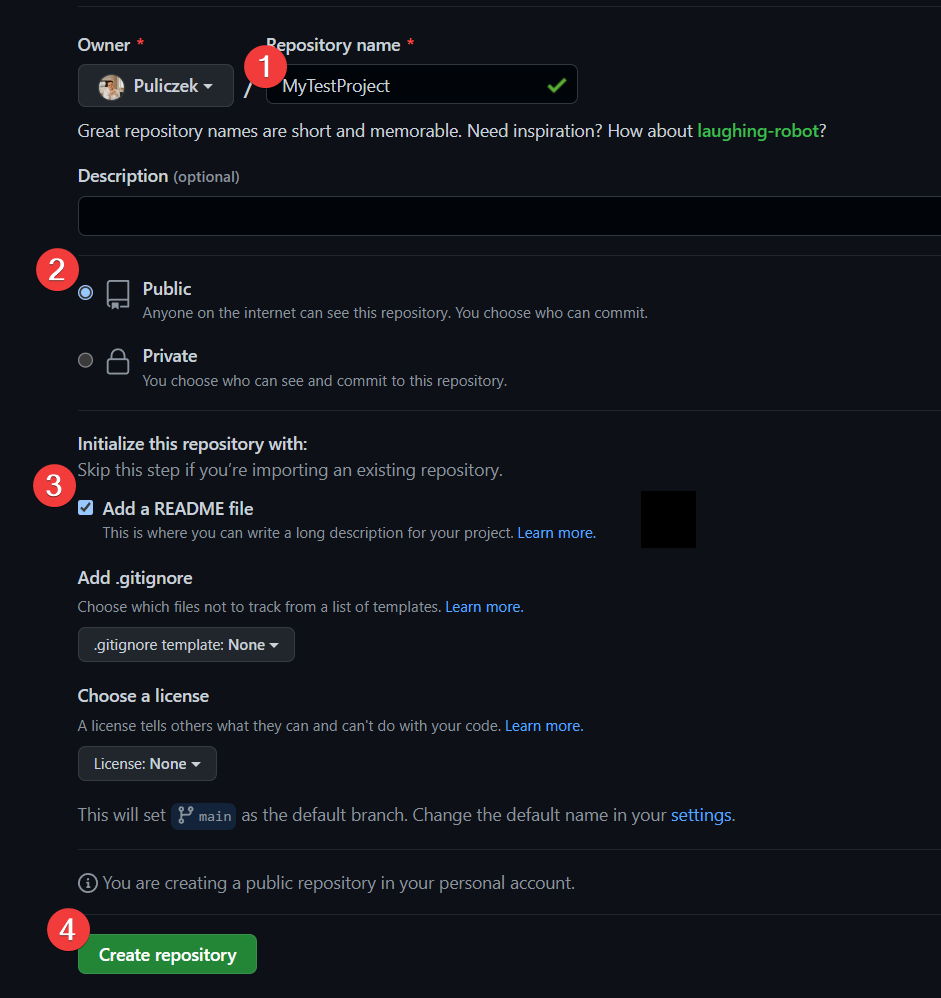 Owner * Repository name *
1
Puliczek / MyTestProject
Great repository names are short and memorable. Need inspiration? How about laughing-robot?
Description (optional)
2
Public
Anyone on the internet can see this repository. You choose who can commit.
Private
You choose who can see and commit to this repository.
Initialize this repository with:
Skip this step if you’re importing an existing repository.
3
Add a README file
This is where you can write a long description for your project. Learn more.
Add .gitignore
Choose which files not to track from a list of templates. Learn more.
.gitignore template: None
Choose a license
A license tells others what they can and can't do with your code. Learn more.
License: None
This will set main as the default branch. Change the default name in your settings.
You are creating a public repository in your personal account.
4
Create repository